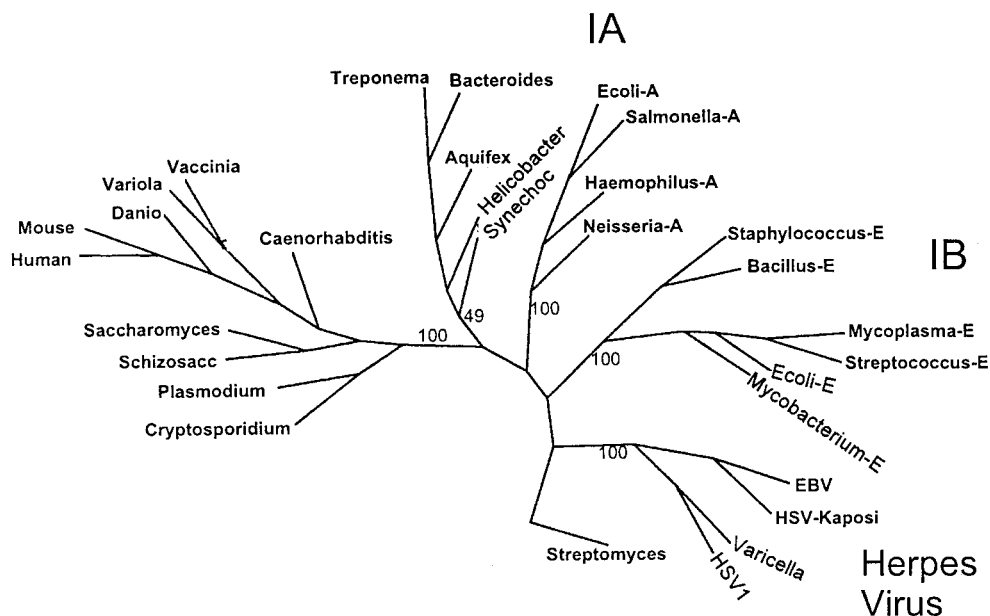 IA
Treponema
Bacteroides
Ecoli-A
Salmonella-A
Aquifex
Helicobacter
Synechoc
Vaccinia
Variola
Danio
Haemophilus-A
Neisseria-A
Mouse
Human
Caenorhabditis
Staphylococcus-E
Bacillus-E
IB
49
100
100
Saccharomyces
Schizosacc
100
Mycoplasma-E
Streptococcus-E
Ecoli-E
Mycobacterium-E
Plasmodium
Cryptosporidium
100
EBV
HSV-Kaposi
Varicella
HSV1
Streptomyces
Herpes
Virus